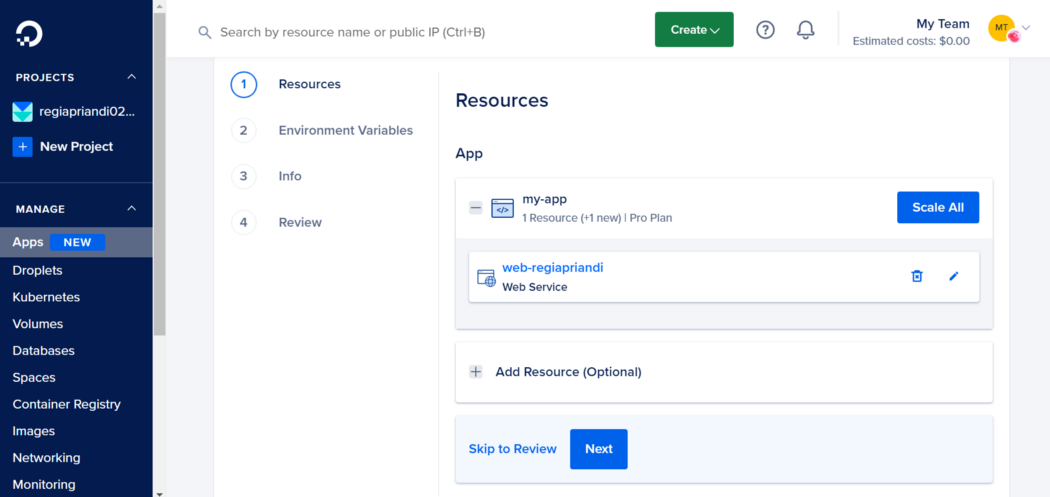 Search by resource name or public IP (Ctrl+B)
Create
?
My Team
Estimated costs: $0.00
MT
PROJECTS
regiapriandi02...
+ New Project
MANAGE
Apps NEW
Droplets
Kubernetes
Volumes
Databases
Spaces
Container Registry
Images
Networking
Monitoring
1 Resources
2 Environment Variables
3 Info
4 Review
Resources
App
my-app
1 Resource (+1 new) | Pro Plan
Scale All
web-regiapriandi
Web Service
+ Add Resource (Optional)
Skip to Review
Next